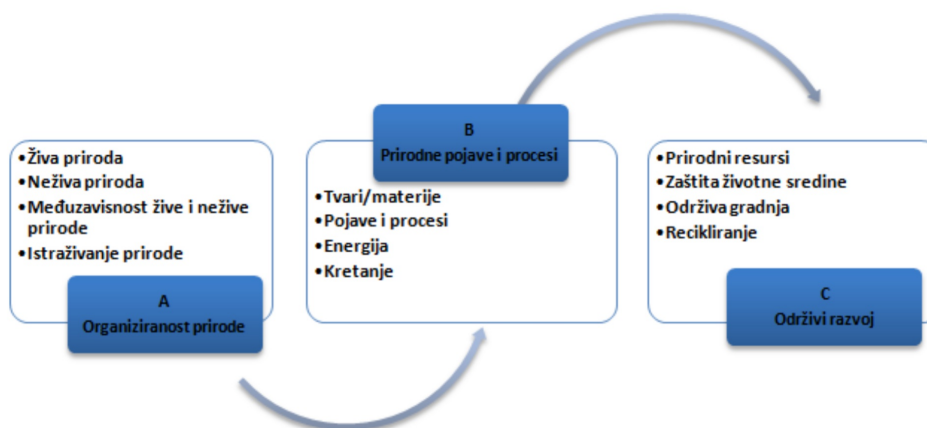 •Živa priroda
•Neživa priroda
•Međuzavisnost žive i nežive
prirode
•Istraživanje prirode
A
Organiziranost prirode
B
Prirodne pojave i procesi
•Tvari/materije
•Pojave i procesi
•Energija
•Kretanje
•Prirodni resursi
•Zaštita životne sredine
•Održiva gradnja
•Recikliranje
C
Održivi razvoj